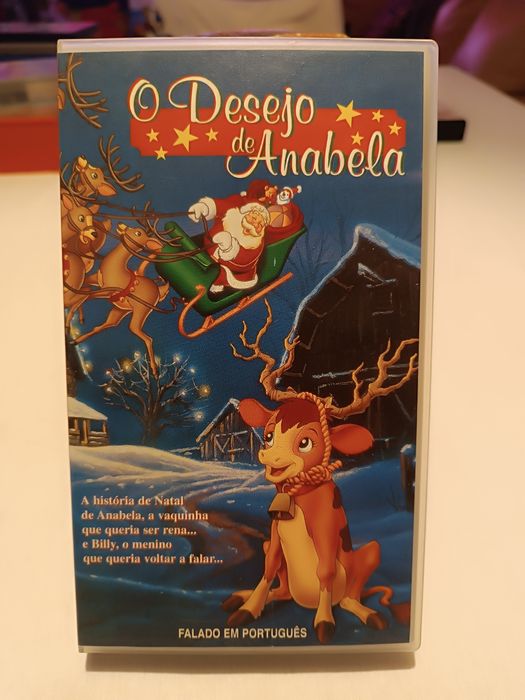 O Desejo
de
Anabela
A história de Natal
de Anabela, a vaquinha
que queria ser rena...
e Billy, o menino
que queria voltar a falar...
FALADO EM PORTUGUÊS